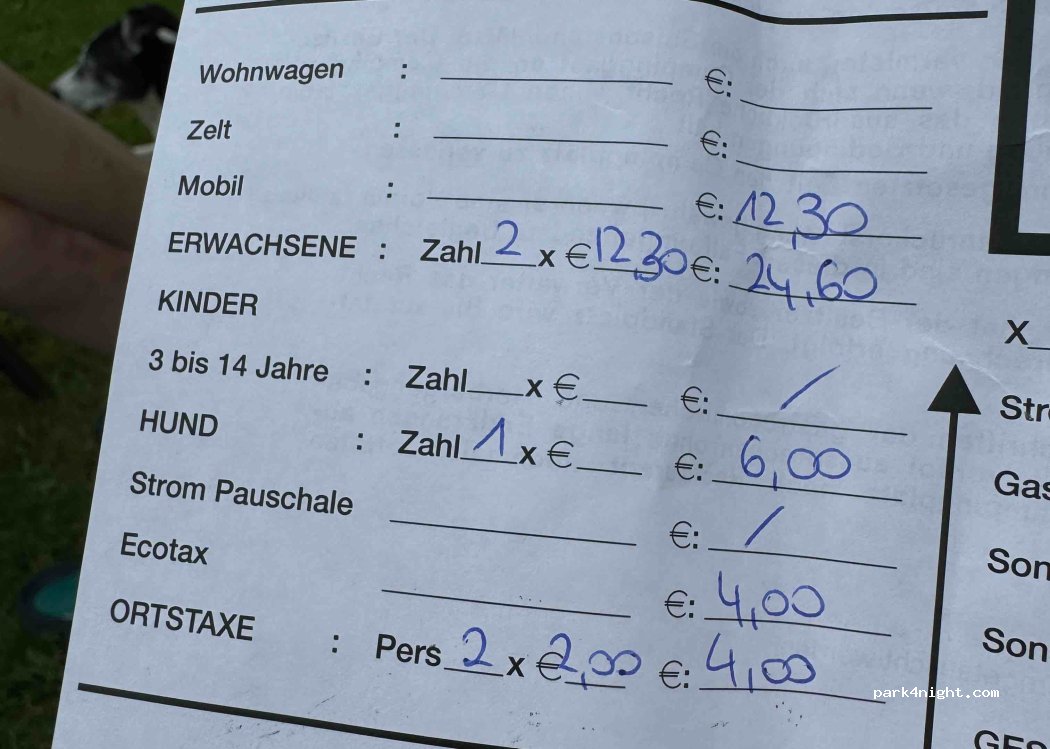 Wohnwagen : €:
Zelt : €:
Mobil : €: 12,30
ERWACHSENE : Zahl 2 x € 12,30 €: 24,60
KINDER
3 bis 14 Jahre : Zahl x € €: /
HUND : Zahl 1 x € €: 6,00
Strom Pauschale €: /
Ecotax €: 4,00
ORTSTAXE : Pers 2 x € 2,00 €: 4,00
X
Gas
Son
Son
park4night.com